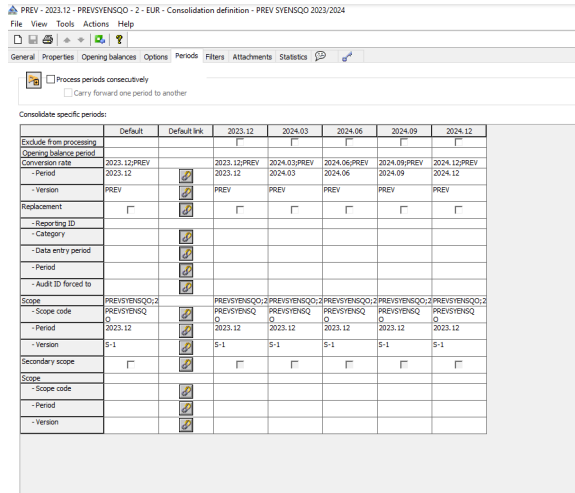 PREV - 2023.12 - PREVSYENSQO - 2 - EUR - Consolidation definition - PREV SYENSQO 2023/2024
File View Tools Actions Help
General Properties Opening balances Options Periods Filters Attachments Statistics
Process periods consecutively
Carry forward one period to another
Consolidate specific periods:
Default Default link 2023.12 2024.03 2024.06 2024.09 2024.12
Exclude from processing
Opening balance period
Conversion rate 2023.12;PREV 2023.12;PREV 2024.03;PREV 2024.06;PREV 2024.09;PREV 2024.12;PREV
- Period 2023.12 2023.12 2024.03 2024.06 2024.09 2024.12
- Version PREV PREV PREV PREV PREV PREV
Replacement
- Reporting ID
- Category
- Data entry period
- Period
- Audit ID forced to
Scope PREVSYENSQO;2 PREVSYENSQO;2 PREVSYENSQO;2 PREVSYENSQO;2 PREVSYENSQO;2 PREVSYENSQO;2
- Scope code PREVSYENSQ PREVSYENSQ PREVSYENSQ PREVSYENSQ PREVSYENSQ PREVSYENSQ
O O O O O O
- Period 2023.12 2023.12 2023.12 2023.12 2023.12 2023.12
- Version S-1 S-1 S-1 S-1 S-1 S-1
Secondary scope
Scope
- Scope code
- Period
- Version